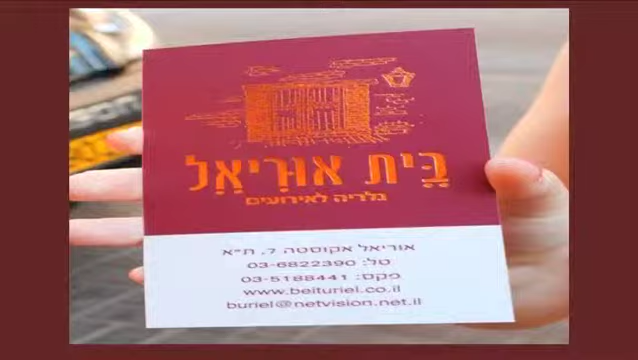 בֵּית אוּרִיאֵל
גלריה לאירועים
אוריאל אקוסטה 7, ת״א
טל: 03-6822390
פקס: 03-5188441
www.beituriel.co.il
buriel@netvision.net.il